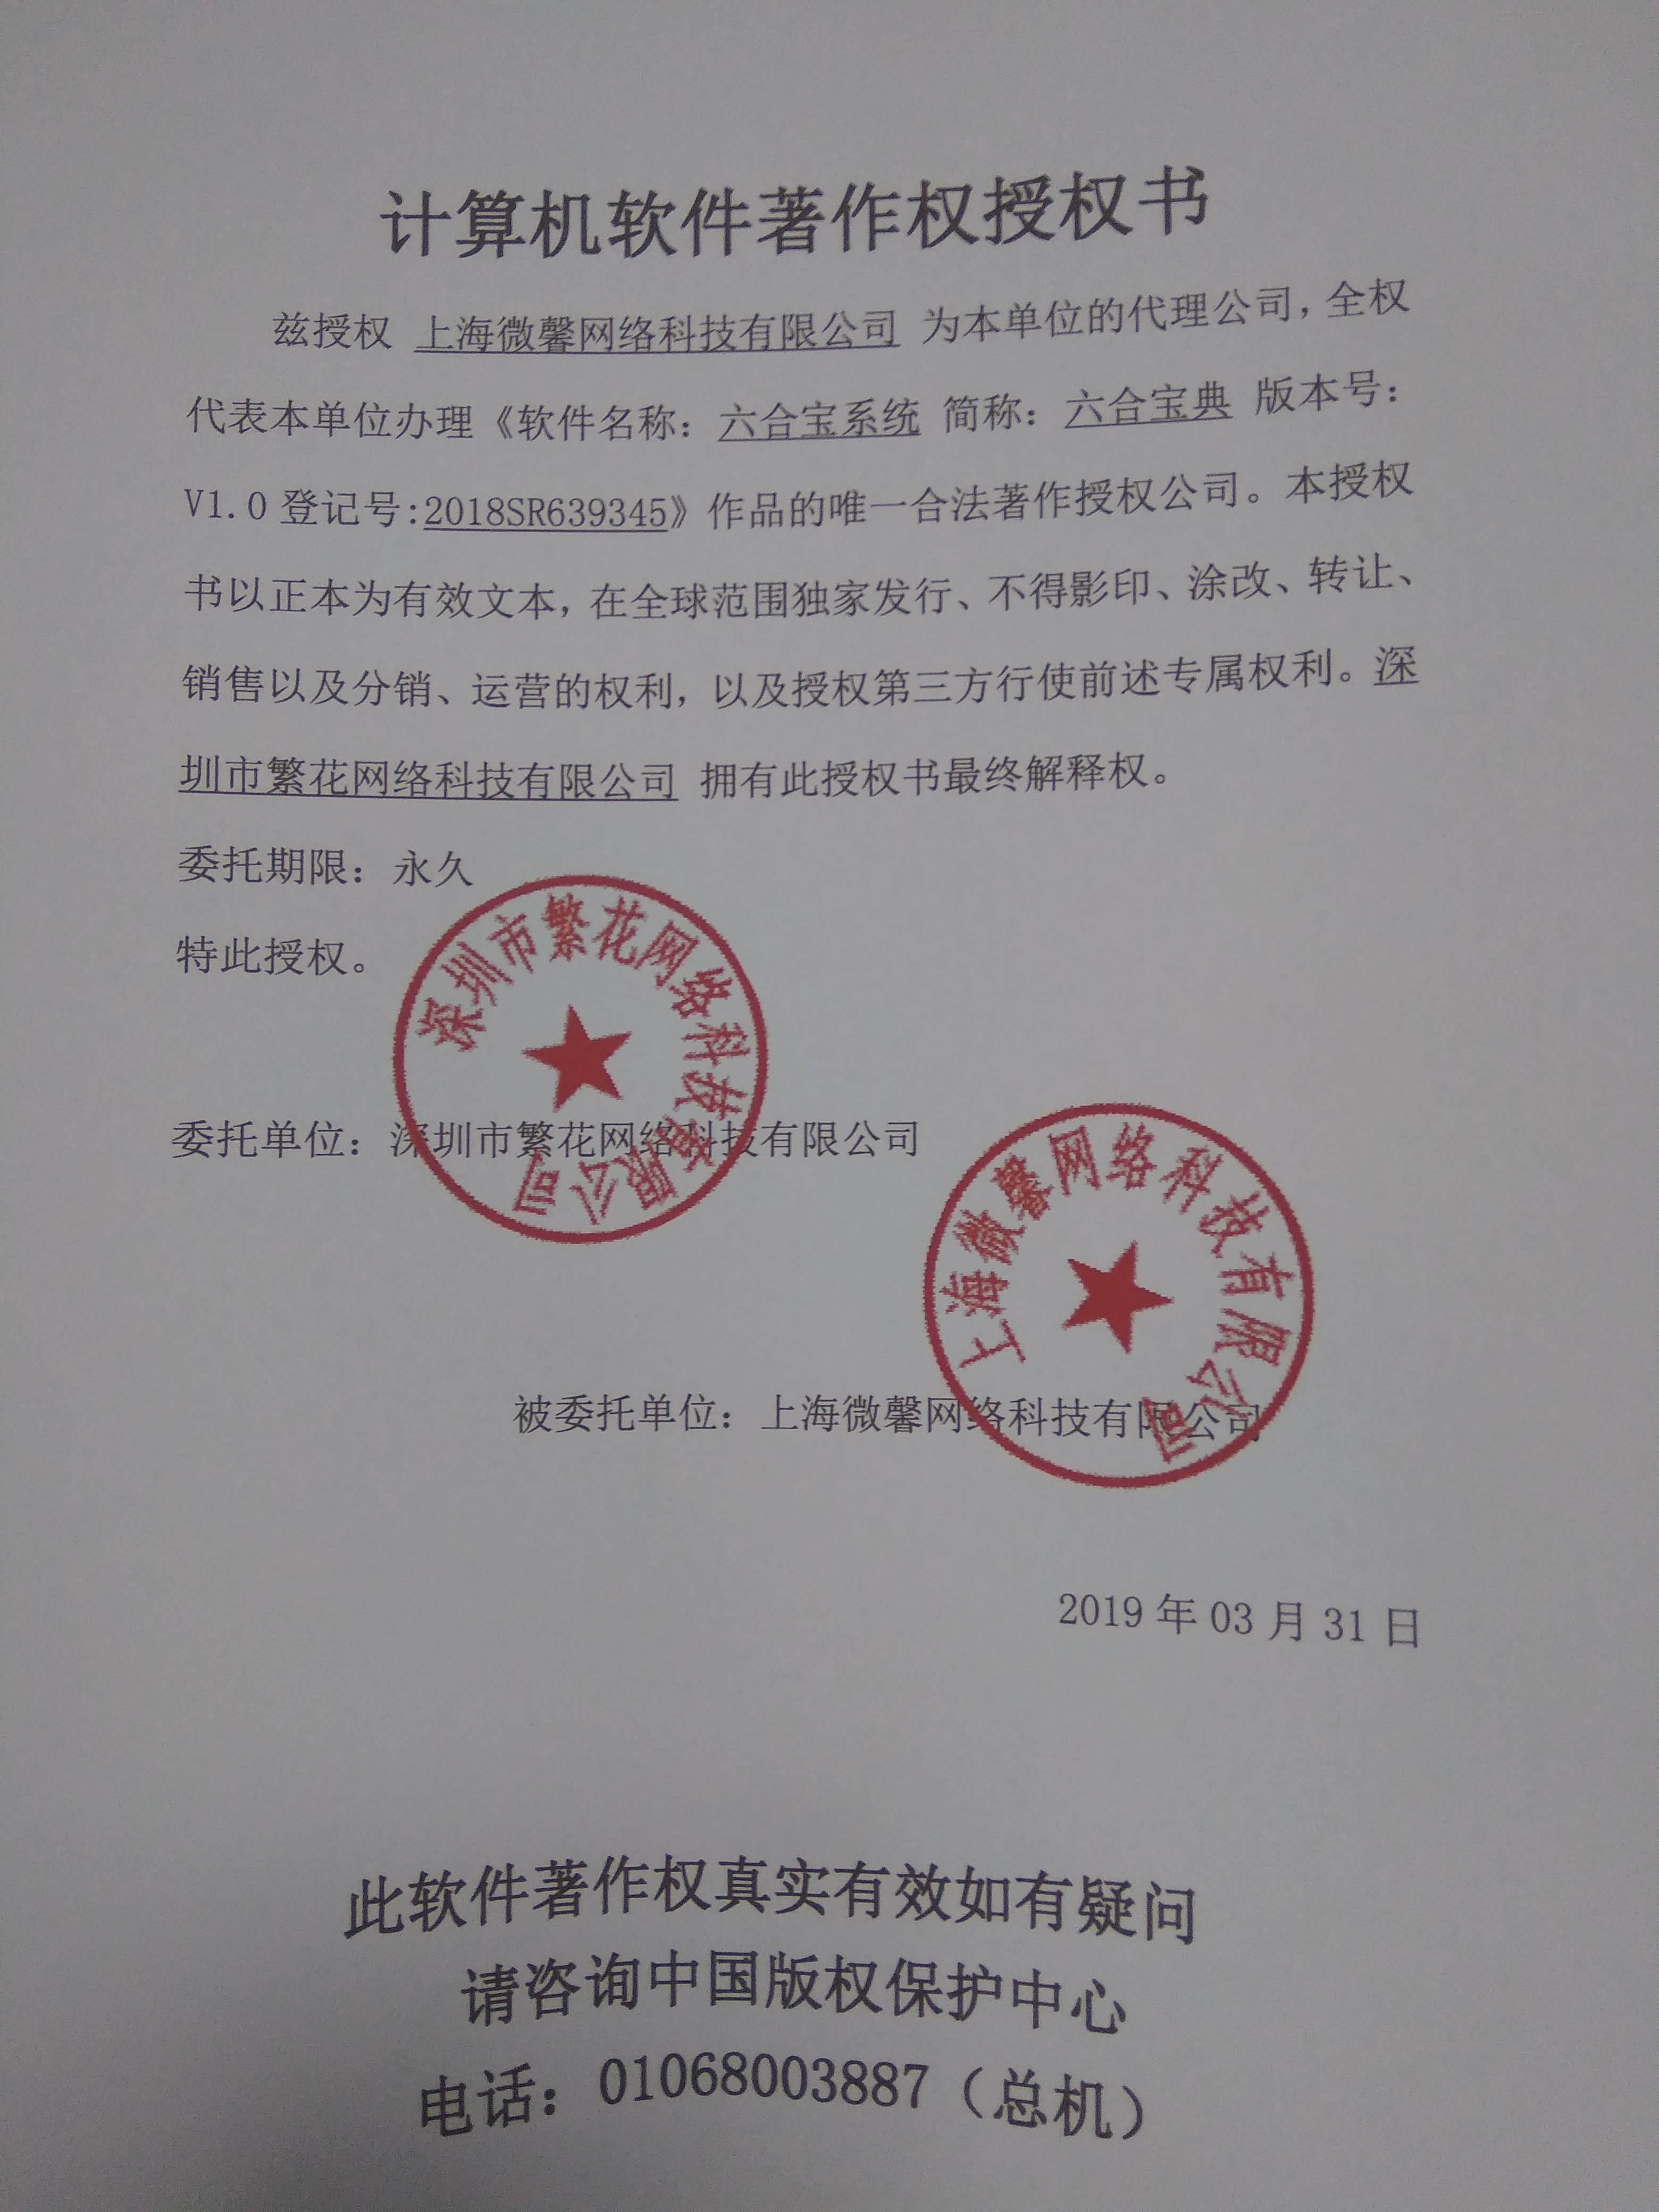 计算机软件著作权授权书
兹授权 上海微馨网络科技有限公司 为本单位的代理公司，全权
代表本单位办理《软件名称：六合宝系统 简称：六合宝典 版本号：
V1.0 登记号:2018SR639345》作品的唯一合法著作授权公司。本授权
书以正本为有效文本，在全球范围独家发行、不得影印、涂改、转让、
销售以及分销、运营的权利，以及授权第三方行使前述专属权利。深
圳市繁花网络科技有限公司 拥有此授权书最终解释权。
委托期限：永久
特此授权。
深圳市繁花网络科技有限公司
委托单位：深圳市繁花网络科技有限公司
上海微馨网络科技有限公司
被委托单位：上海微馨网络科技有限公司
2019年03月31日
此软件著作权真实有效如有疑问
请咨询中国版权保护中心
电话：01068003887（总机）